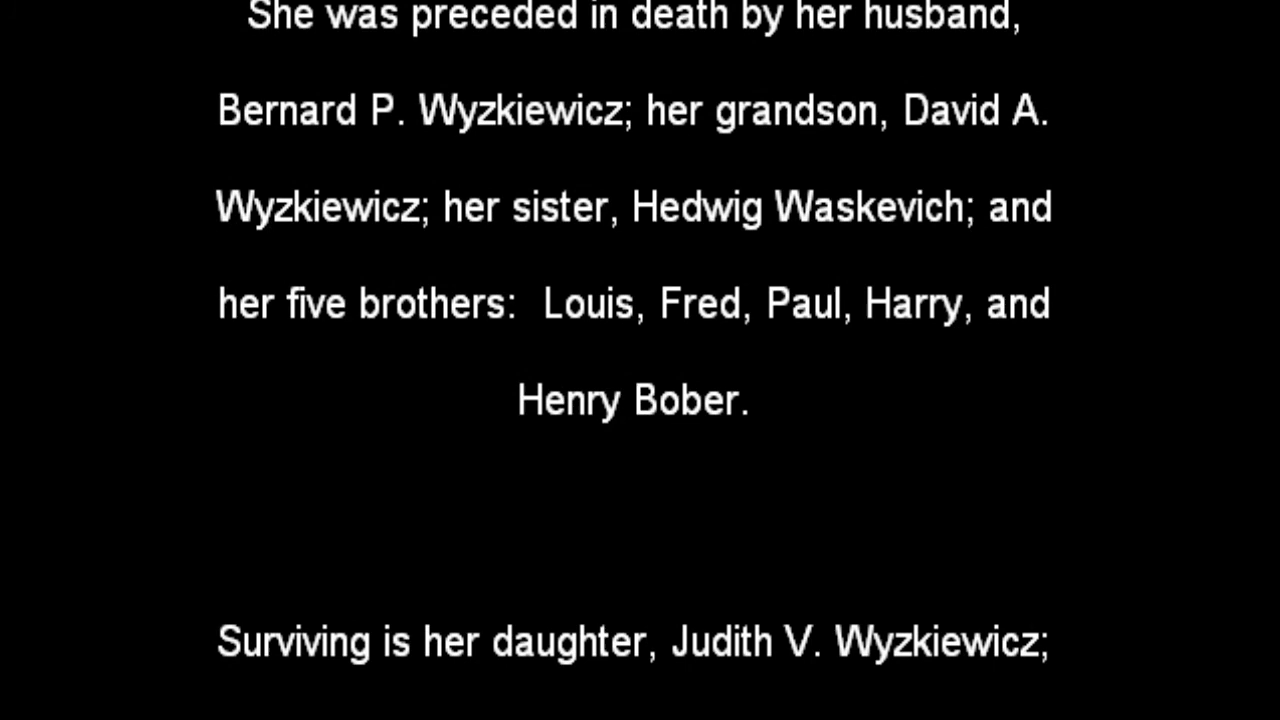 She was preceded in death by her husband,
Bernard P. Wyzkiewicz; her grandson, David A.
Wyzkiewicz; her sister, Hedwig Waskevich; and
her five brothers:  Louis, Fred, Paul, Harry, and
Henry Bober.
Surviving is her daughter, Judith V. Wyzkiewicz;